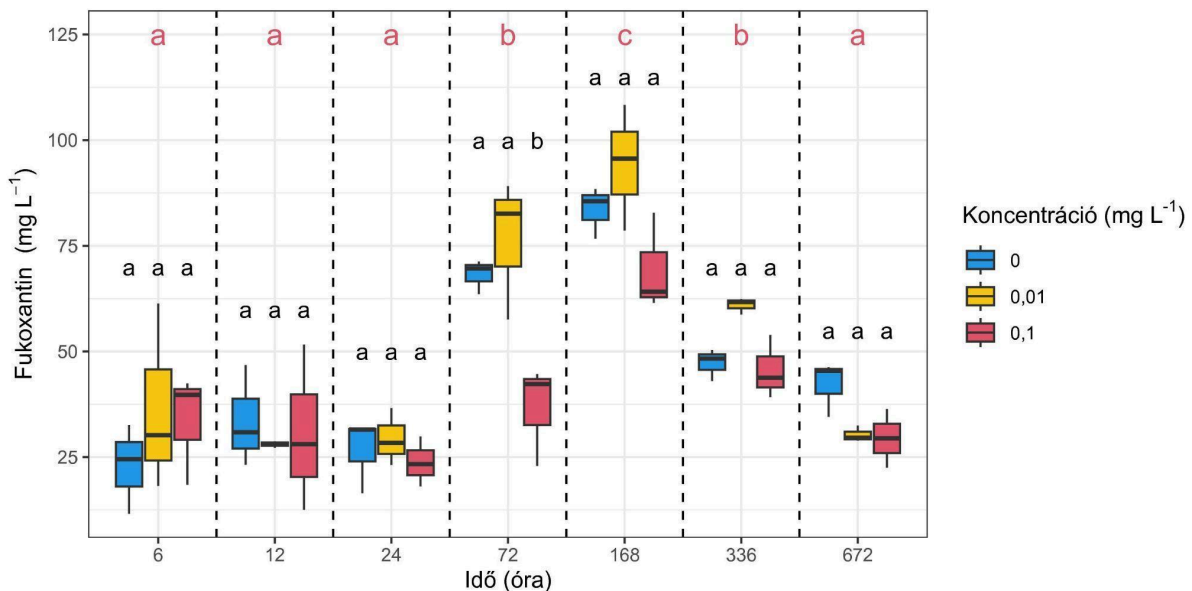 125
100
75
50
25
Fukoxantin (mg L⁻¹)
a a a b c b a
a a a
a a b
a a a
a a a
a a a
a a a
a a a
6 12 24 72 168 336 672
Idő (óra)
Koncentráció (mg L⁻¹)
0
0,01
0,1